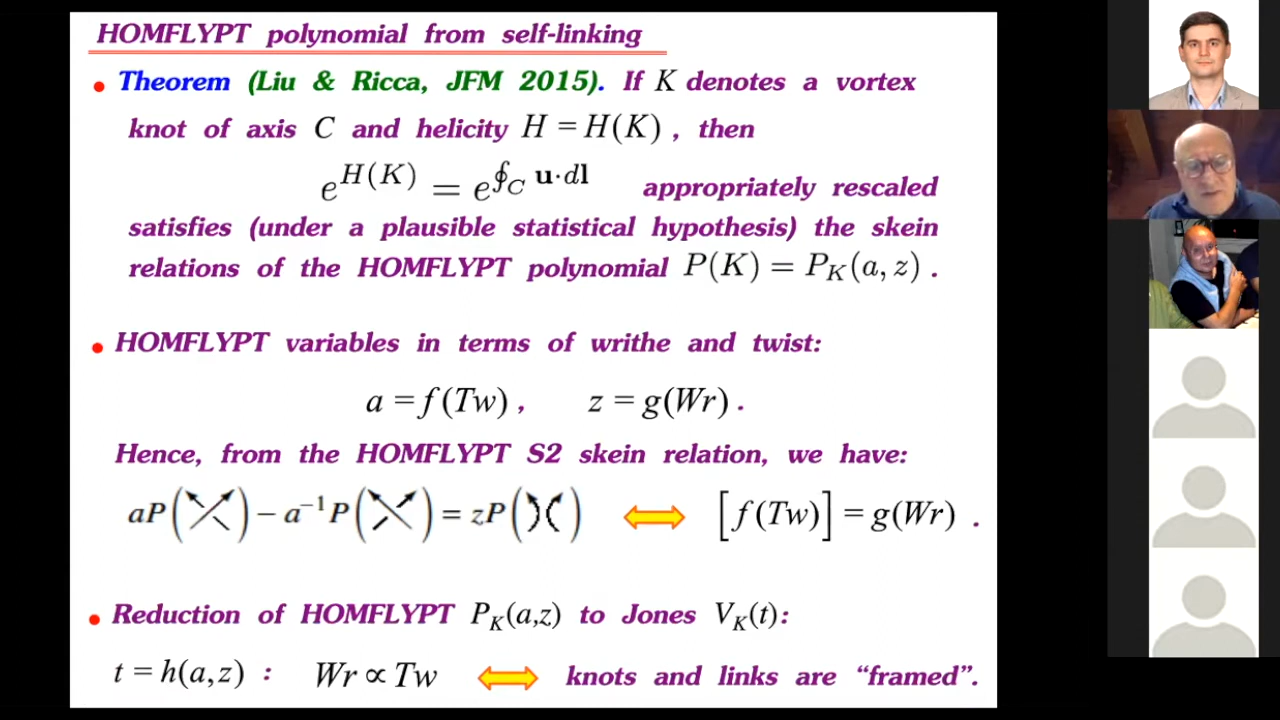 HOMFLYPT polynomial from self-linking
• Theorem (Liu & Ricca, JFM 2015). If K denotes a vortex
knot of axis C and helicity H = H(K) , then
e^{H(K)} = e^{∮_C u·dl} appropriately rescaled
satisfies (under a plausible statistical hypothesis) the skein
relations of the HOMFLYPT polynomial P(K) = P_K(a, z) .
• HOMFLYPT variables in terms of writhe and twist:
a = f(Tw) , z = g(Wr) .
Hence, from the HOMFLYPT S2 skein relation, we have:
aP( ) − a⁻¹P( ) = zP( ) ⟺ [f(Tw)] = g(Wr) .
• Reduction of HOMFLYPT P_K(a,z) to Jones V_K(t):
t = h(a,z) : Wr ∝ Tw ⟺ knots and links are “framed”.